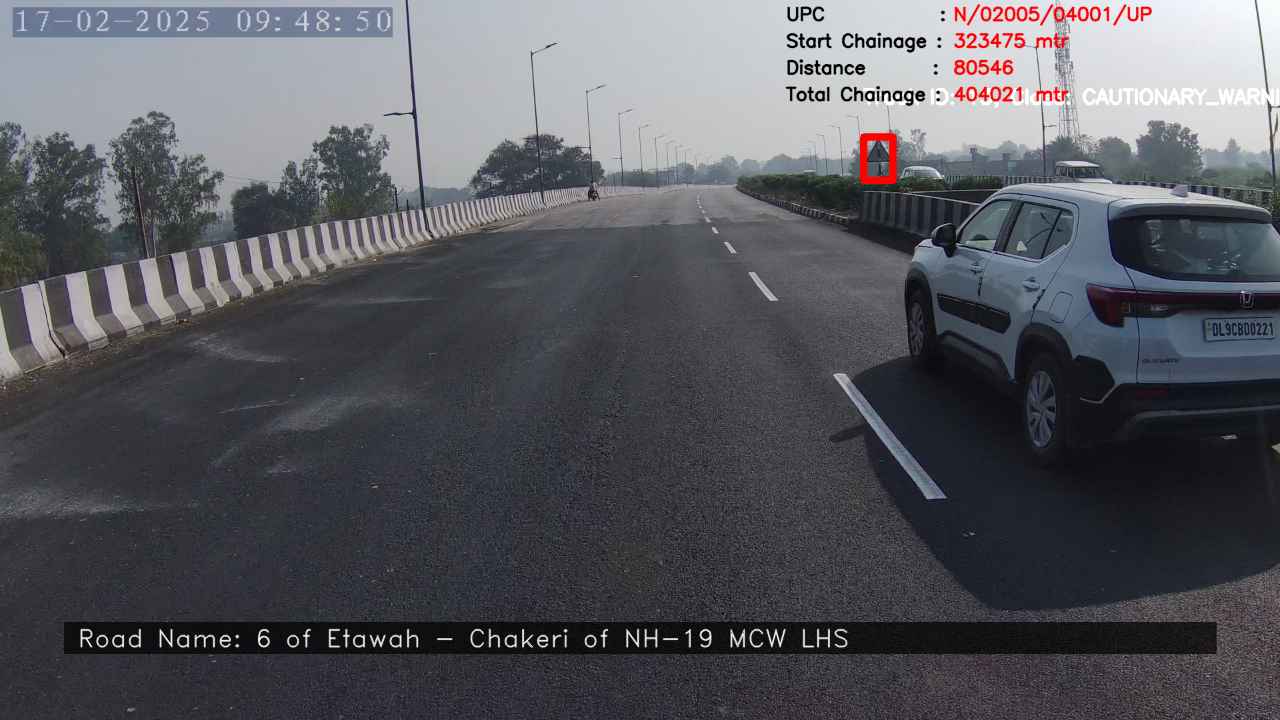 17-02-2025 09:48:50
UPC : N/02005/04001/UP
Start Chainage : 323475 mtr
Distance : 80546
Total Chainage : 404021 mtr
CAUTIONARY_WARNI
DL9CBD0221
Road Name: 6 of Etawah - Chakeri of NH-19 MCW LHS